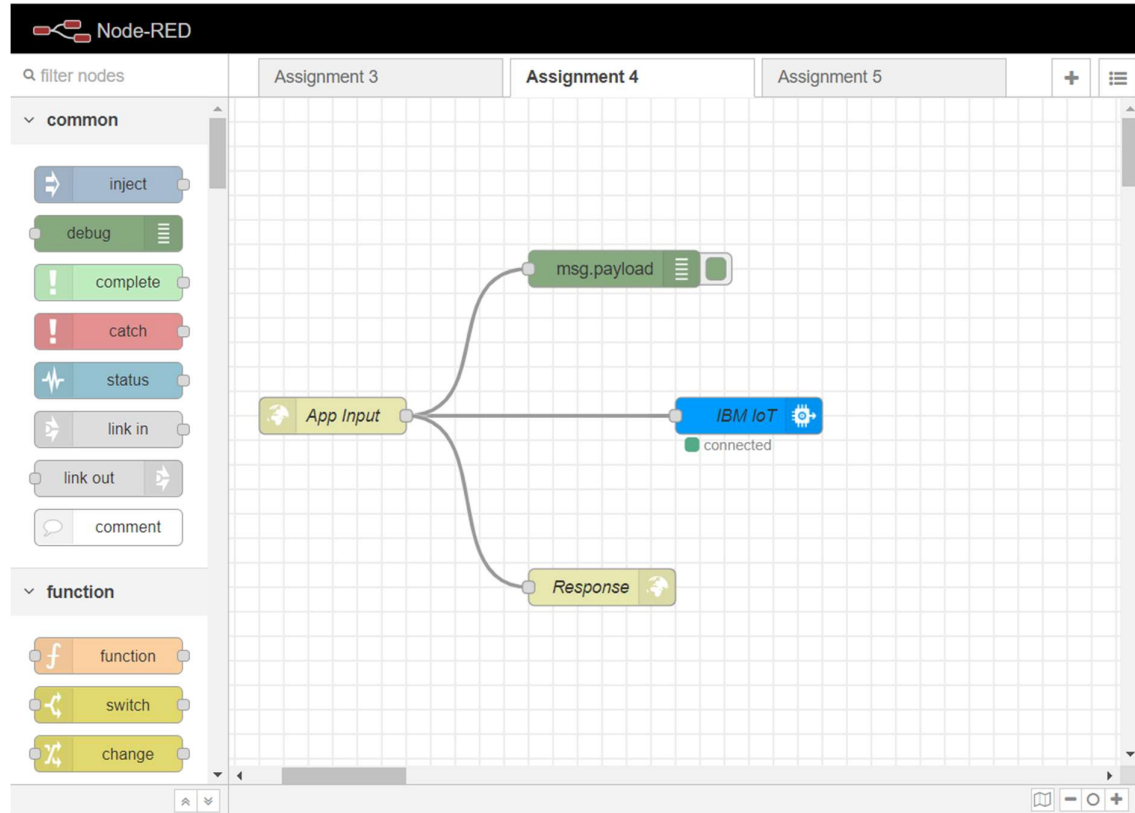 Node-RED
filter nodes
Assignment 3
Assignment 4
Assignment 5
common
inject
debug
complete
catch
status
link in
link out
comment
function
function
switch
change
msg.payload
App Input
IBM IoT
connected
Response